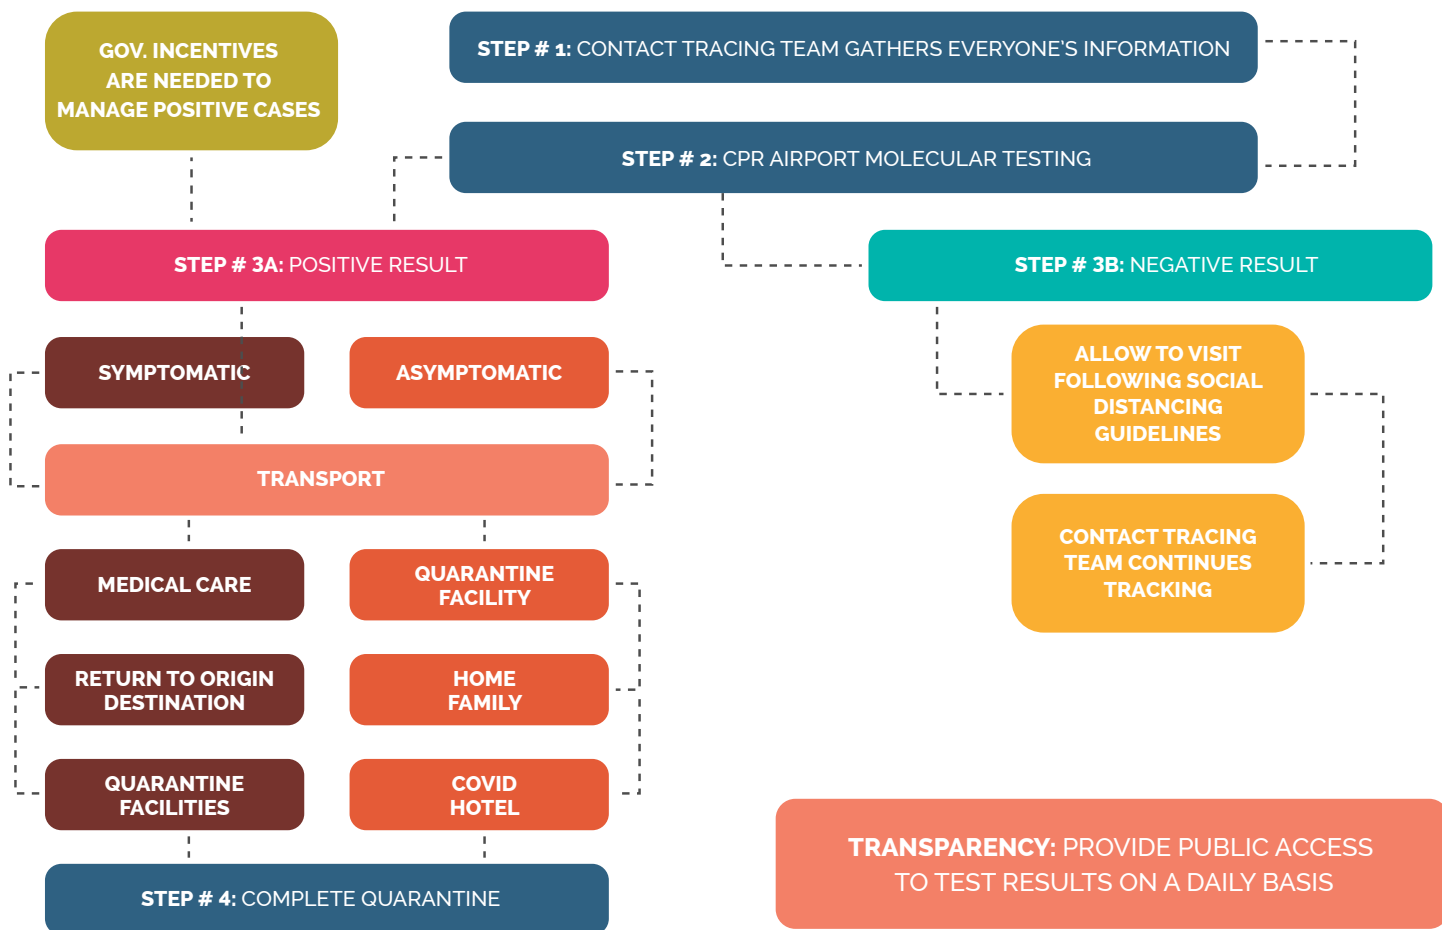 GOV. INCENTIVES
ARE NEEDED TO
MANAGE POSITIVE CASES
STEP # 1: CONTACT TRACING TEAM GATHERS EVERYONE'S INFORMATION
STEP # 2: CPR AIRPORT MOLECULAR TESTING
STEP # 3A: POSITIVE RESULT
STEP # 3B: NEGATIVE RESULT
SYMPTOMATIC
ASYMPTOMATIC
TRANSPORT
MEDICAL CARE
QUARANTINE
FACILITY
RETURN TO ORIGIN
DESTINATION
HOME
FAMILY
QUARANTINE
FACILITIES
COVID
HOTEL
STEP # 4: COMPLETE QUARANTINE
ALLOW TO VISIT
FOLLOWING SOCIAL
DISTANCING
GUIDELINES
CONTACT TRACING
TEAM CONTINUES
TRACKING
TRANSPARENCY: PROVIDE PUBLIC ACCESS
TO TEST RESULTS ON A DAILY BASIS